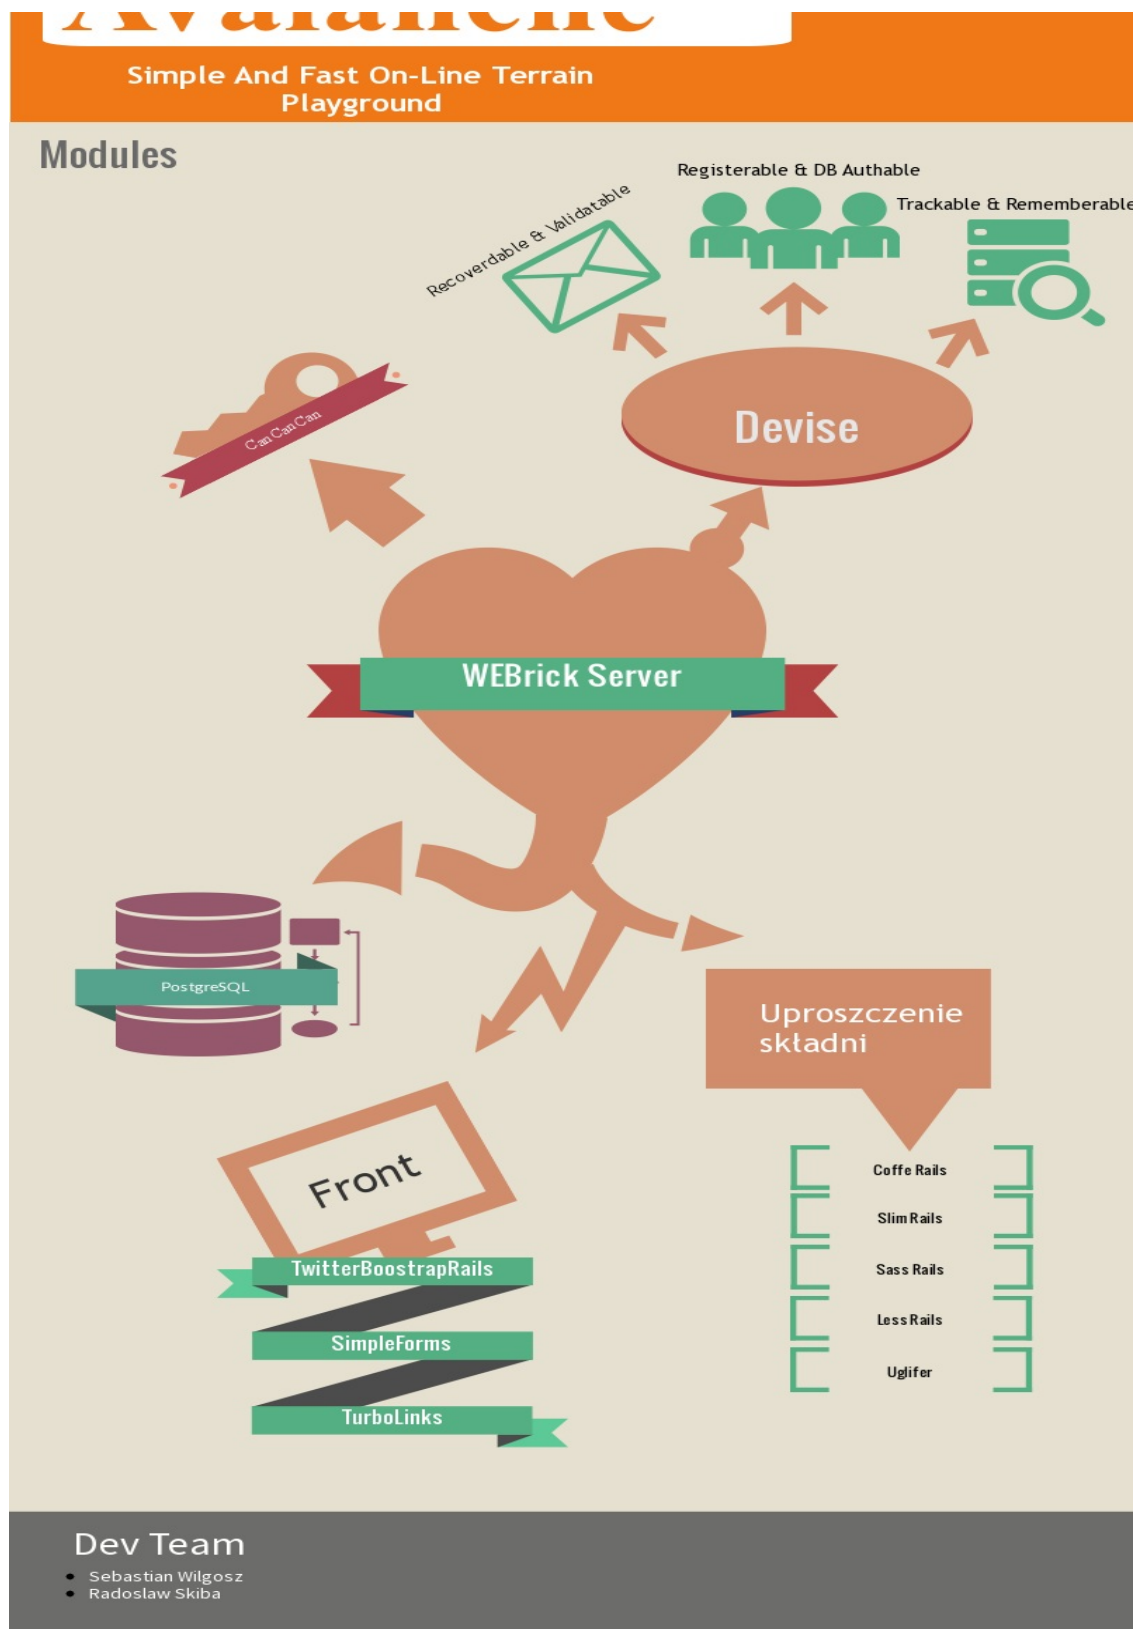 Avalanche
Simple And Fast On-Line Terrain
Playground
Modules
Registerable & DB Authable
Trackable & Rememberable
Recoverdable & Validatable
CanCanCan
Devise
WEBrick Server
PostgreSQL
Uproszczenie
składni
Front
TwitterBoostrapRails
SimpleForms
TurboLinks
Coffe Rails
Slim Rails
Sass Rails
Less Rails
Uglifer
Dev Team
• Sebastian Wilgosz
• Radoslaw Skiba